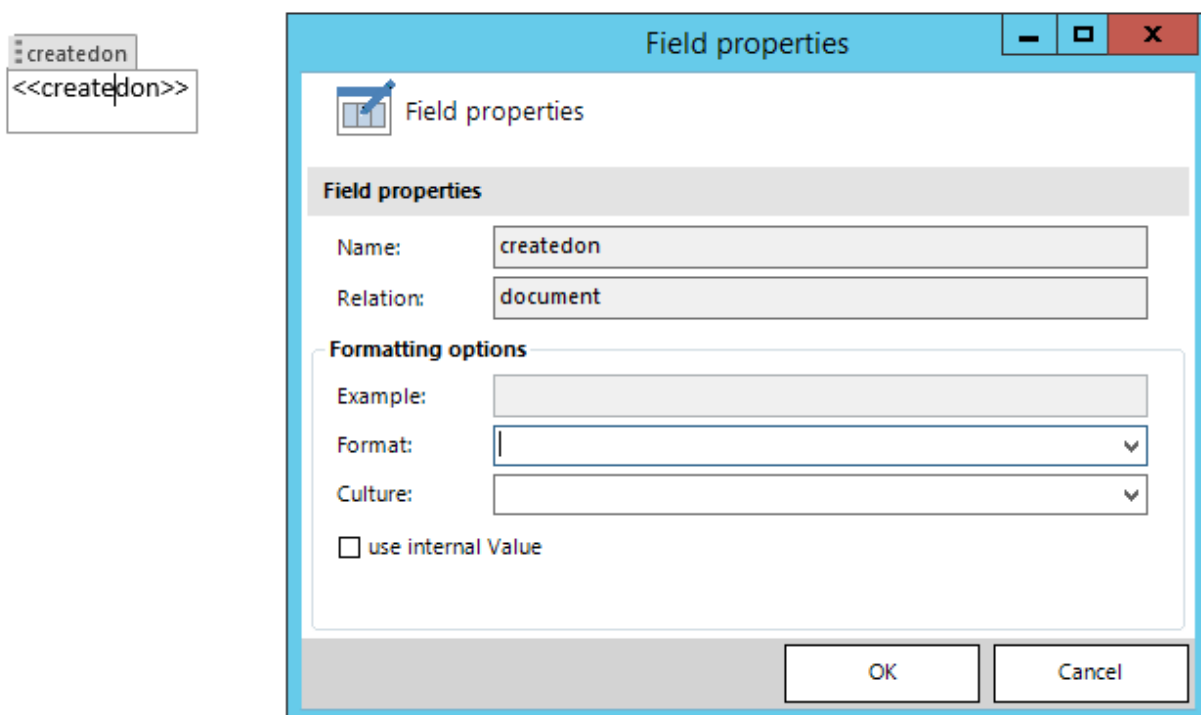 createdon
<<createdon>>
Field properties
Field properties
Field properties
Name: createdon
Relation: document
Formatting options
Example:
Format:
Culture:
use internal Value
OK Cancel